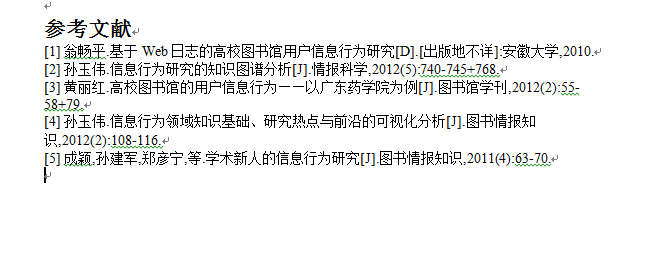 参考文献
[1] 翁畅平.基于 Web日志的高校图书馆用户信息行为研究[D].[出版地不详]:安徽大学,2010.
[2] 孙玉伟.信息行为研究的知识图谱分析[J].情报科学,2012(5):740-745+768.
[3] 黄丽红.高校图书馆的用户信息行为——以广东药学院为例[J].图书馆学刊,2012(2):55-
58+79.
[4] 孙玉伟.信息行为领域知识基础、研究热点与前沿的可视化分析[J].图书情报知
识,2012(2):108-116.
[5] 成颖,孙建军,郑彦宁,等.学术新人的信息行为研究[J].图书情报知识,2011(4):63-70.